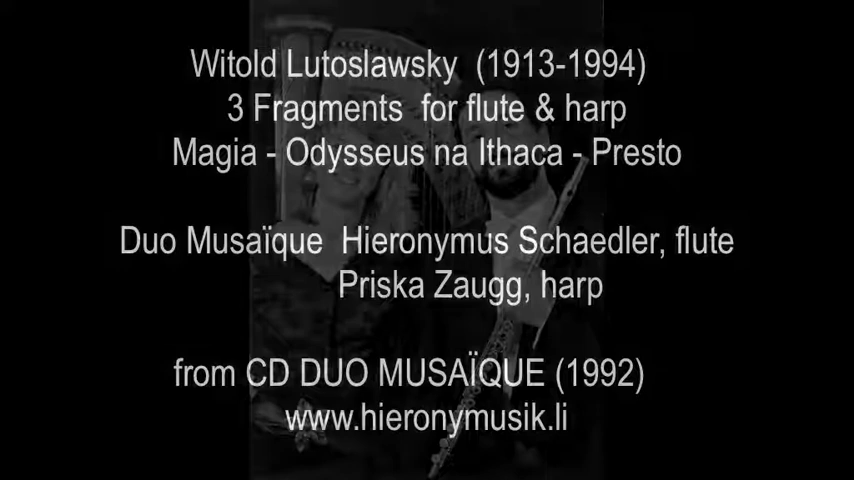 Witold Lutoslawsky (1913-1994)
3 Fragments for flute & harp
Magia - Odysseus na Ithaca - Presto
Duo Musaïque Hieronymus Schaedler, flute
Priska Zaugg, harp
from CD DUO MUSAÏQUE (1992)
www.hieronymusik.li